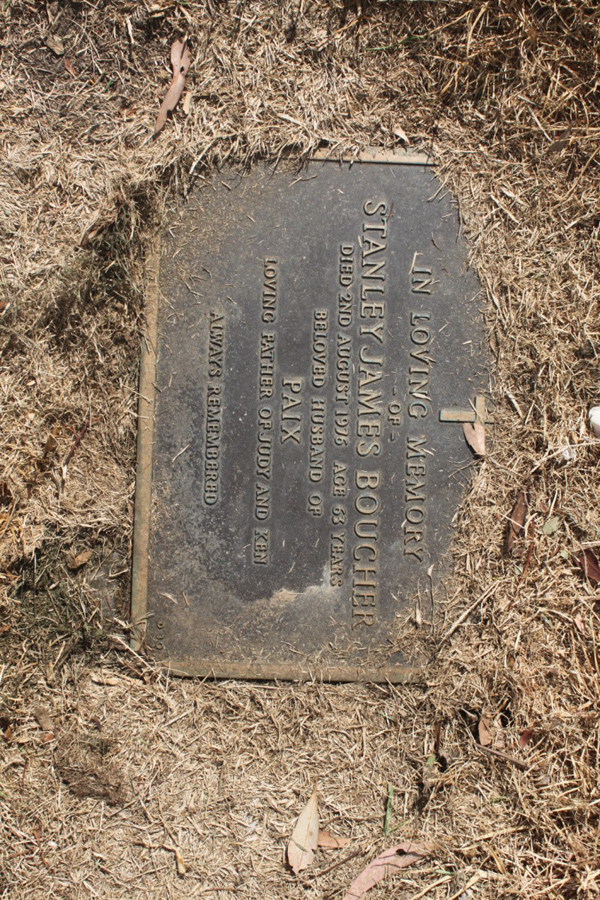 IN LOVING MEMORY
- OF -
STANLEY JAMES BOUCHER
DIED 2ND AUGUST 1976 AGE 63 YEARS
BELOVED HUSBAND OF
PAIX
LOVING FATHER OF JUDY AND KEN
ALWAYS REMEMBERED